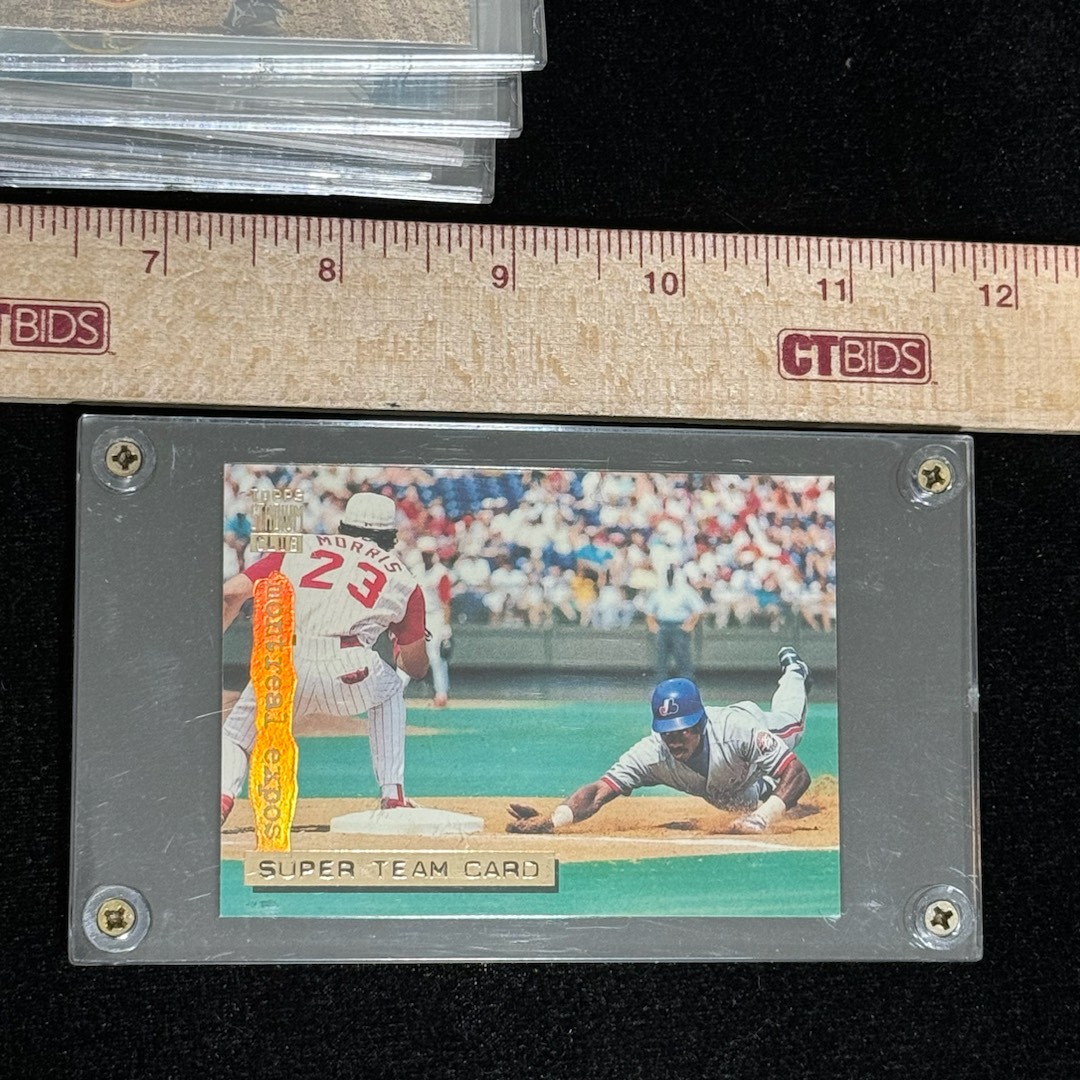 7 8 9 10 11 12
CTBIDS
CTBIDS
TOPPS
STADIUM
CLUB
MORRIS
23
montreal expos
SUPER TEAM CARD